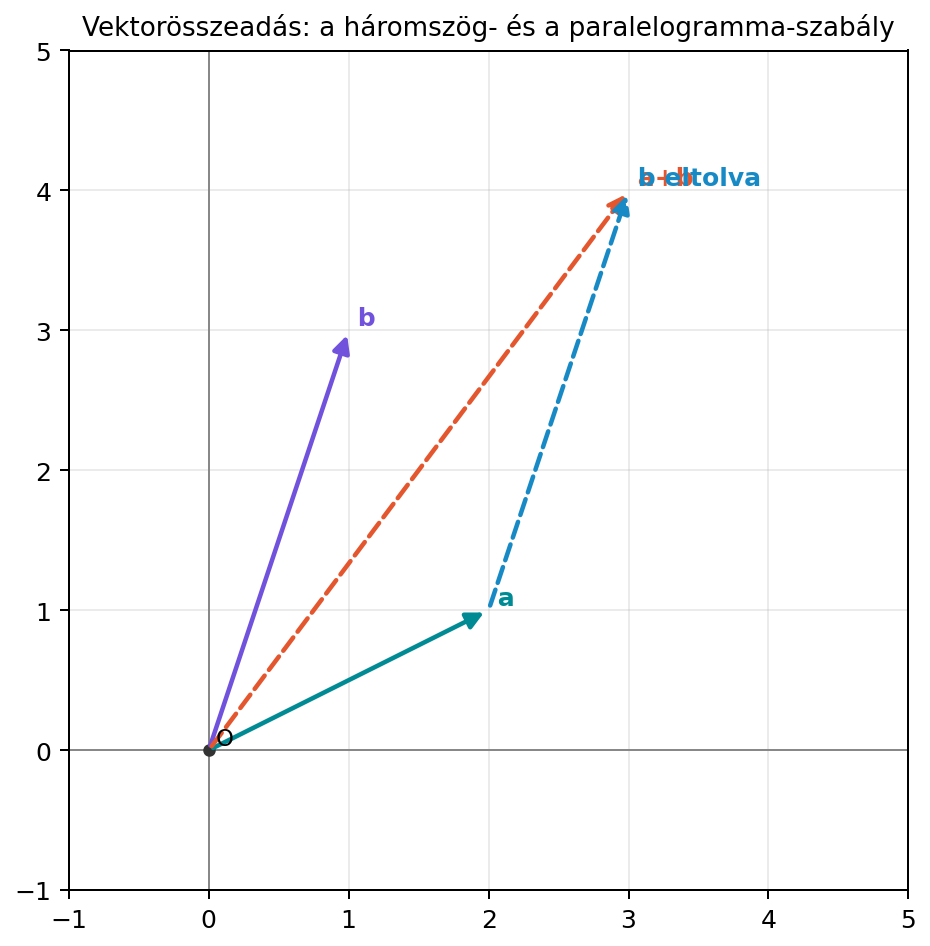 Vektorösszeadás: a háromszög- és a paralelogramma-szabály
5
4
3
2
1
0
−1
a+b
b eltolva
b
a
O
−1 0 1 2 3 4 5